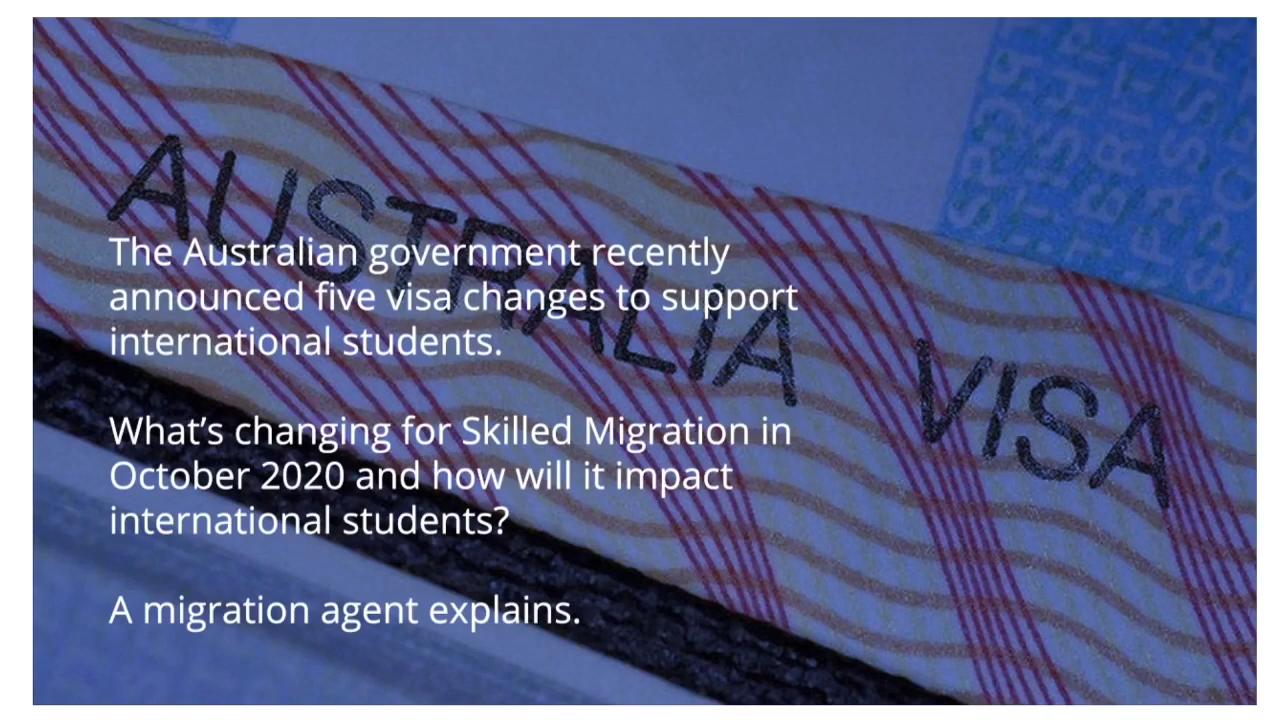 AUSTRALIA VISA
The Australian government recently
announced five visa changes to support
international students.
What’s changing for Skilled Migration in
October 2020 and how will it impact
international students?
A migration agent explains.